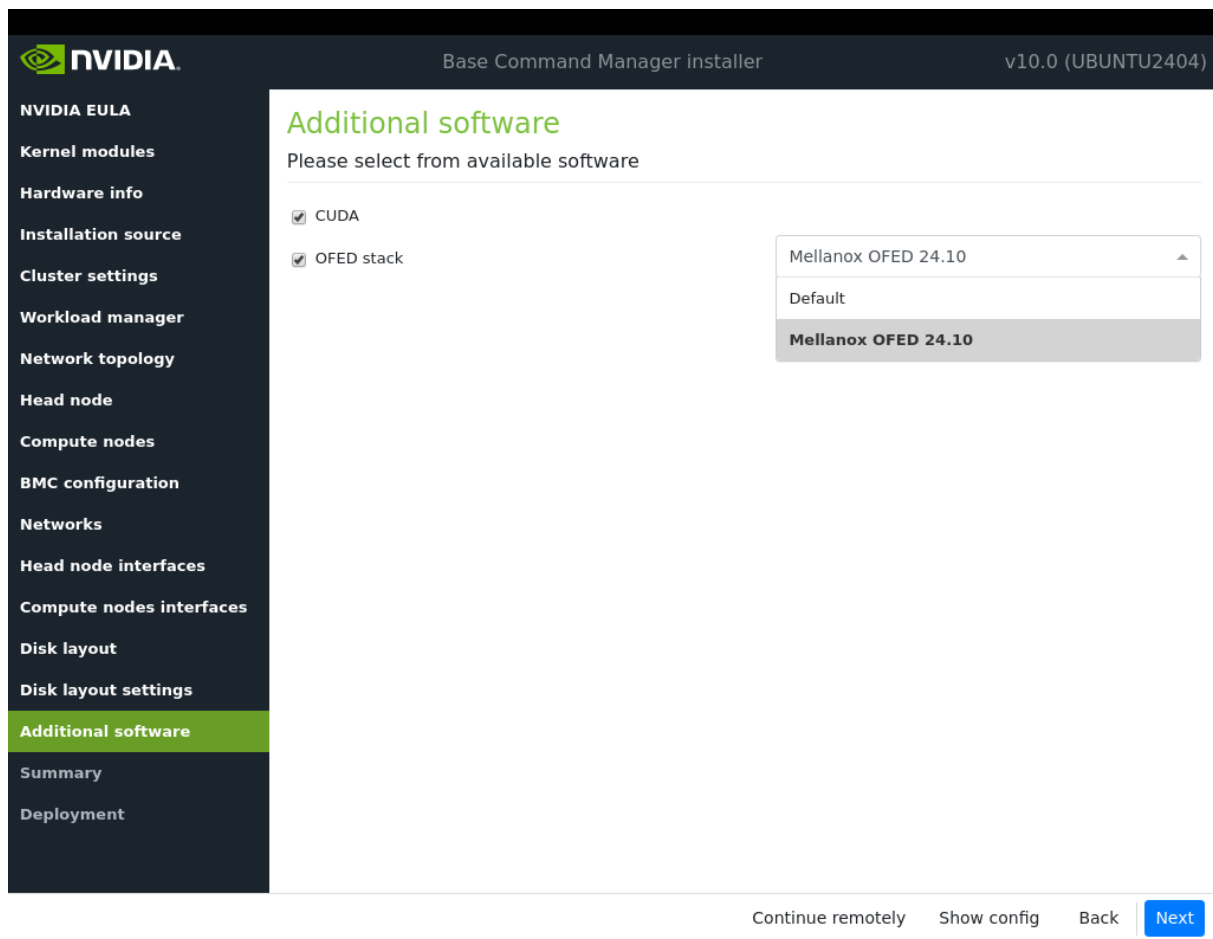 NVIDIA.
Base Command Manager installer
v10.0 (UBUNTU2404)
NVIDIA EULA
Kernel modules
Hardware info
Installation source
Cluster settings
Workload manager
Network topology
Head node
Compute nodes
BMC configuration
Networks
Head node interfaces
Compute nodes interfaces
Disk layout
Disk layout settings
Additional software
Summary
Deployment
Additional software
Please select from available software
CUDA
OFED stack
Mellanox OFED 24.10
Default
Mellanox OFED 24.10
Continue remotely
Show config
Back
Next